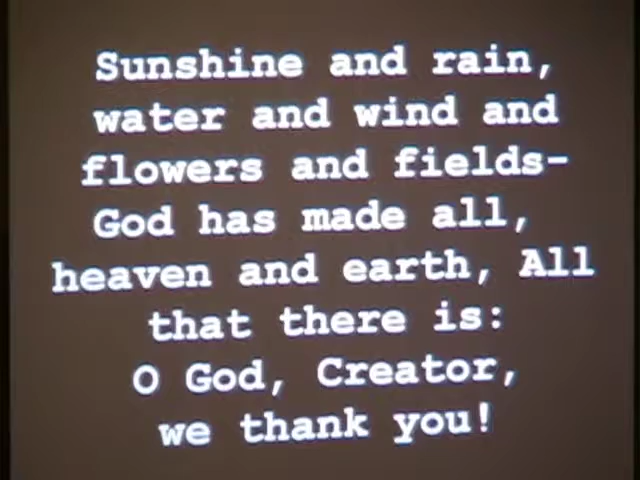 Sunshine and rain,
water and wind and
flowers and fields-
God has made all,
heaven and earth, All
that there is:
O God, Creator,
we thank you!